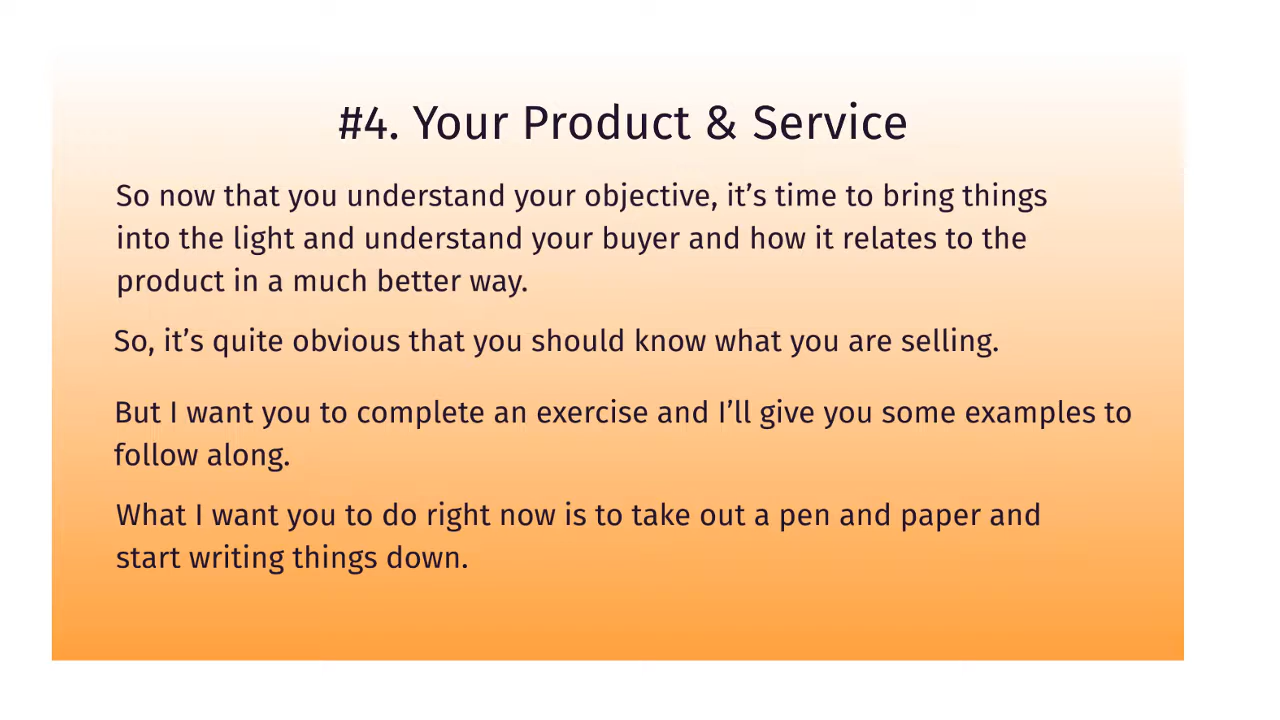 #4. Your Product & Service
So now that you understand your objective, it’s time to bring things
into the light and understand your buyer and how it relates to the
product in a much better way.
So, it’s quite obvious that you should know what you are selling.
But I want you to complete an exercise and I’ll give you some examples to
follow along.
What I want you to do right now is to take out a pen and paper and
start writing things down.